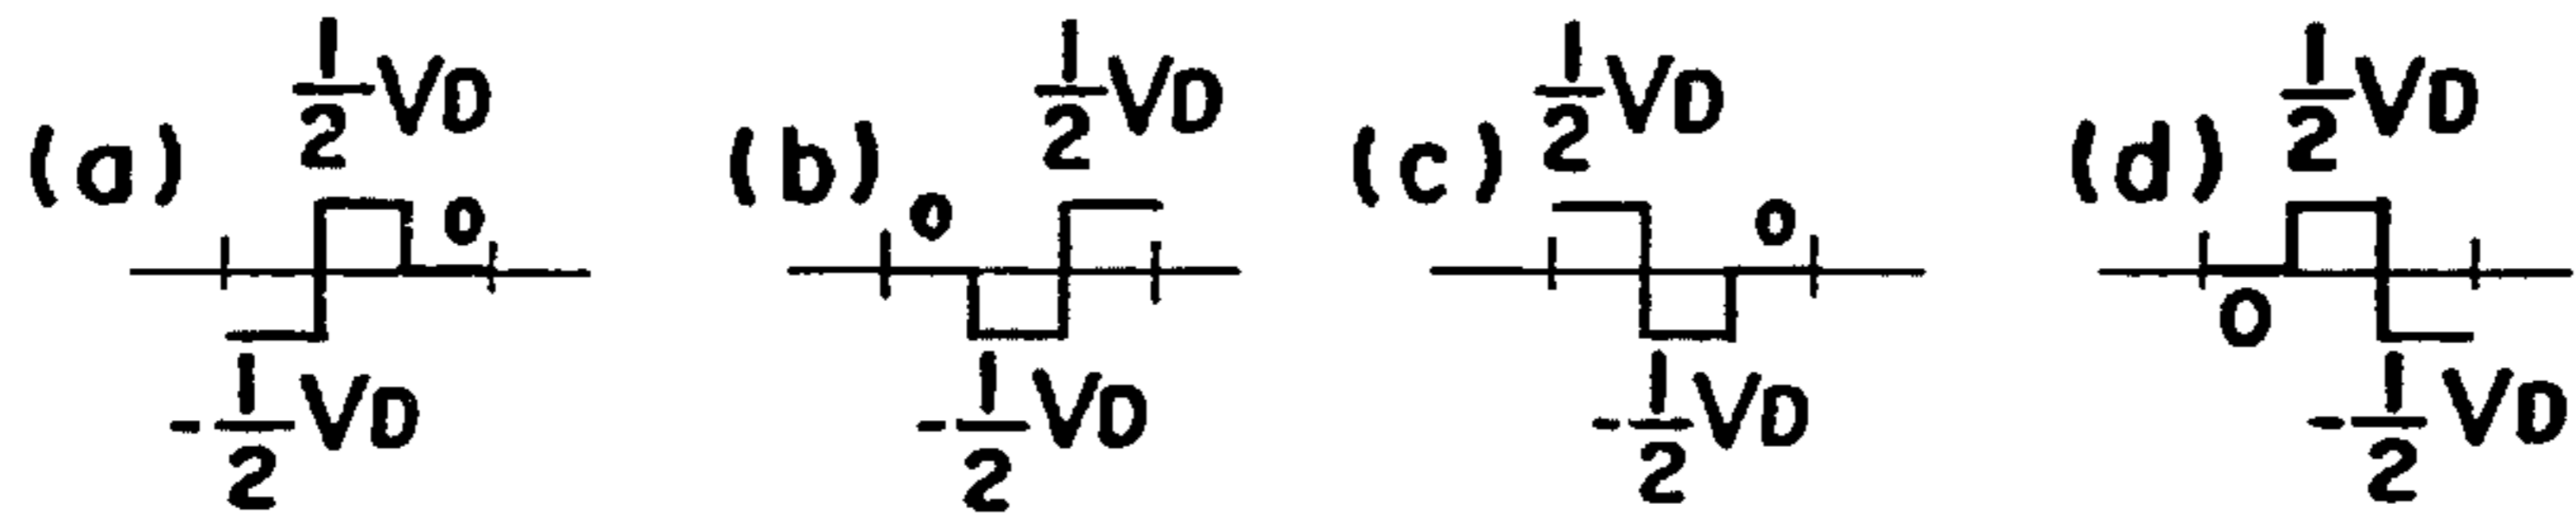 (a) 1/2 VD 0 -1/2 VD
(b) 0 1/2 VD -1/2 VD
(c) 1/2 VD 0 -1/2 VD
(d) 1/2 VD 0 -1/2 VD